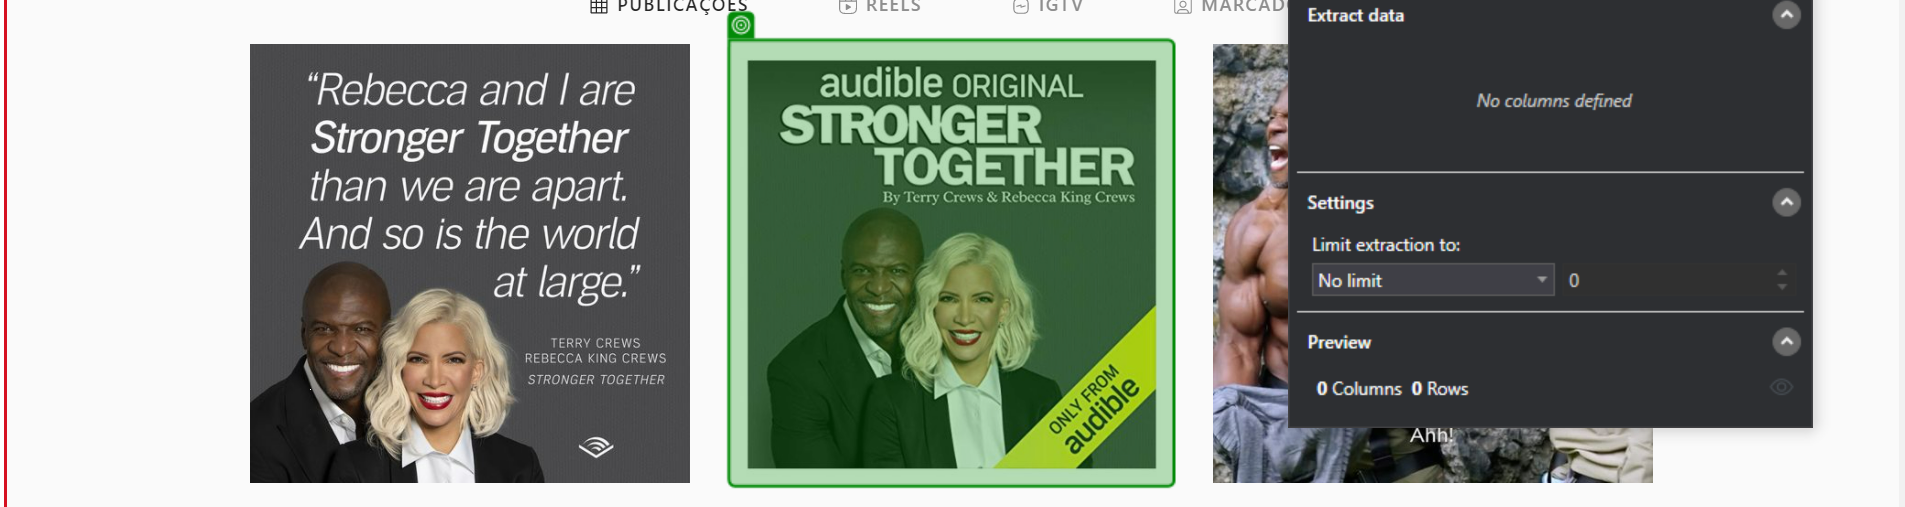 PUBLICAÇÕES
REELS
IGTV
“Rebecca and I are
Stronger Together
than we are apart.
And so is the world
at large.”
TERRY CREWS
REBECCA KING CREWS
STRONGER TOGETHER
audible ORIGINAL
STRONGER
TOGETHER
By Terry Crews & Rebecca King Crews
ONLY FROM
audible
Ahh!
Extract data
No columns defined
Settings
Limit extraction to:
No limit
0
Preview
0 Columns 0 Rows